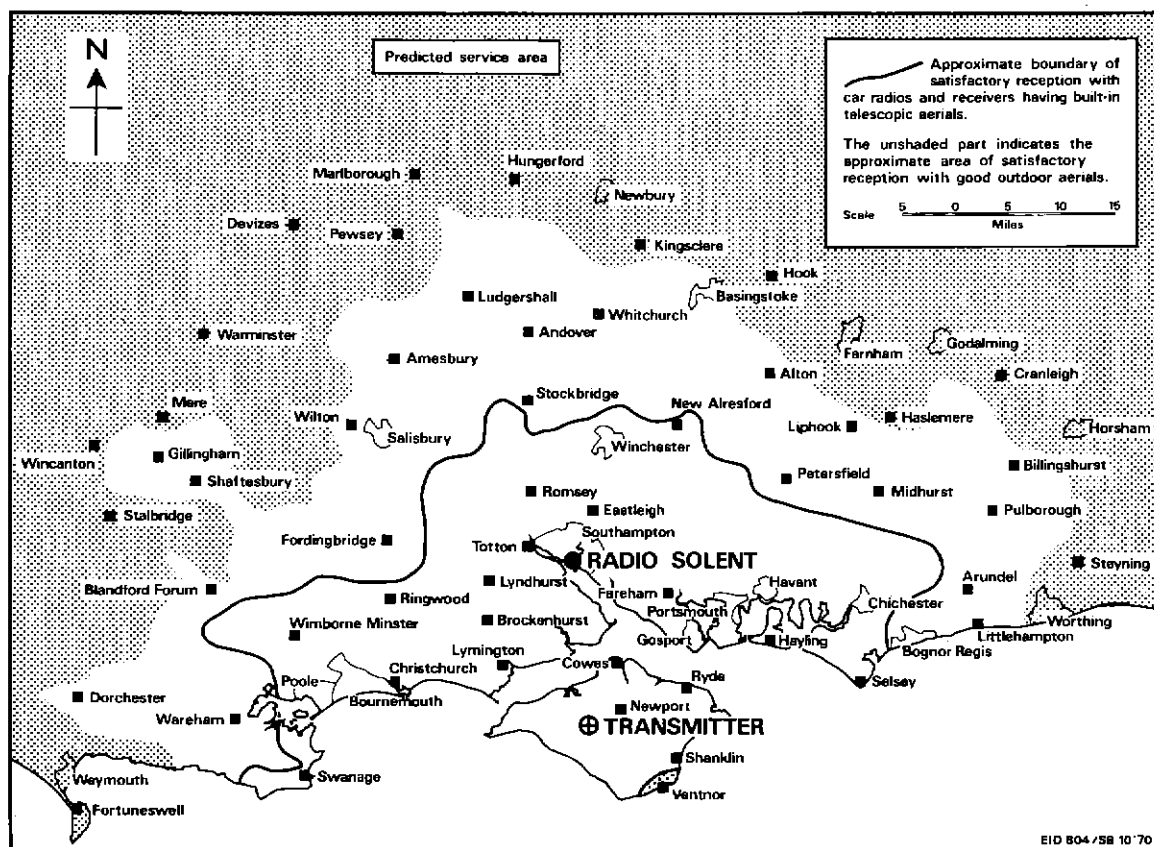 N
Predicted service area
Approximate boundary of
satisfactory reception with
car radios and receivers having built-in
telescopic aerials.
The unshaded part indicates the
approximate area of satisfactory
reception with good outdoor aerials.
Scale 5 0 5 10 15
Miles
Hungerford
Marlborough
Newbury
Devizes
Pewsey
Kingsclere
Hook
Basingstoke
Ludgershall
Whitchurch
Andover
Warminster
Farnham
Godalming
Amesbury
Alton
Cranleigh
Stockbridge
New Alresford
Mere
Wilton
Salisbury
Haslemere
Liphook
Horsham
Winchester
Wincanton
Gillingham
Billingshurst
Shaftesbury
Petersfield
Romsey
Midhurst
Eastleigh
Pulborough
Stalbridge
Southampton
Fordingbridge
Totton
RADIO SOLENT
Steyning
Lyndhurst
Havant
Arundel
Blandford Forum
Fareham
Ringwood
Portsmouth
Chichester
Wimborne Minster
Brockenhurst
Worthing
Gosport
Hayling
Littlehampton
Bognor Regis
Lymington
Cowes
Christchurch
Poole
Ryde
Selsey
Dorchester
Bournemouth
Newport
Wareham
TRANSMITTER
Shanklin
Weymouth
Swanage
Ventnor
Fortuneswell
EID 804/SB 10'70